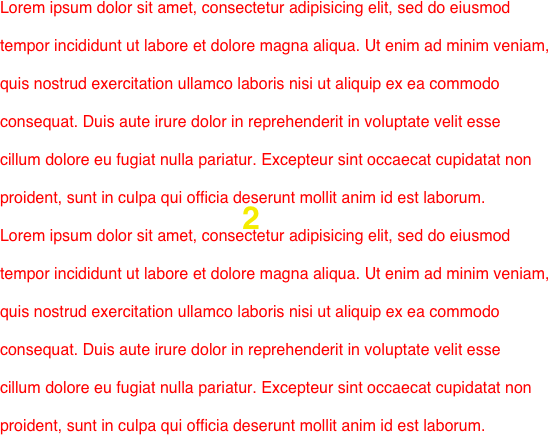 Lorem ipsum dolor sit amet, consectetur adipisicing elit, sed do eiusmod
tempor incididunt ut labore et dolore magna aliqua. Ut enim ad minim veniam,
quis nostrud exercitation ullamco laboris nisi ut aliquip ex ea commodo
consequat. Duis aute irure dolor in reprehenderit in voluptate velit esse
cillum dolore eu fugiat nulla pariatur. Excepteur sint occaecat cupidatat non
proident, sunt in culpa qui officia deserunt mollit anim id est laborum.
2
Lorem ipsum dolor sit amet, consectetur adipisicing elit, sed do eiusmod
tempor incididunt ut labore et dolore magna aliqua. Ut enim ad minim veniam,
quis nostrud exercitation ullamco laboris nisi ut aliquip ex ea commodo
consequat. Duis aute irure dolor in reprehenderit in voluptate velit esse
cillum dolore eu fugiat nulla pariatur. Excepteur sint occaecat cupidatat non
proident, sunt in culpa qui officia deserunt mollit anim id est laborum.